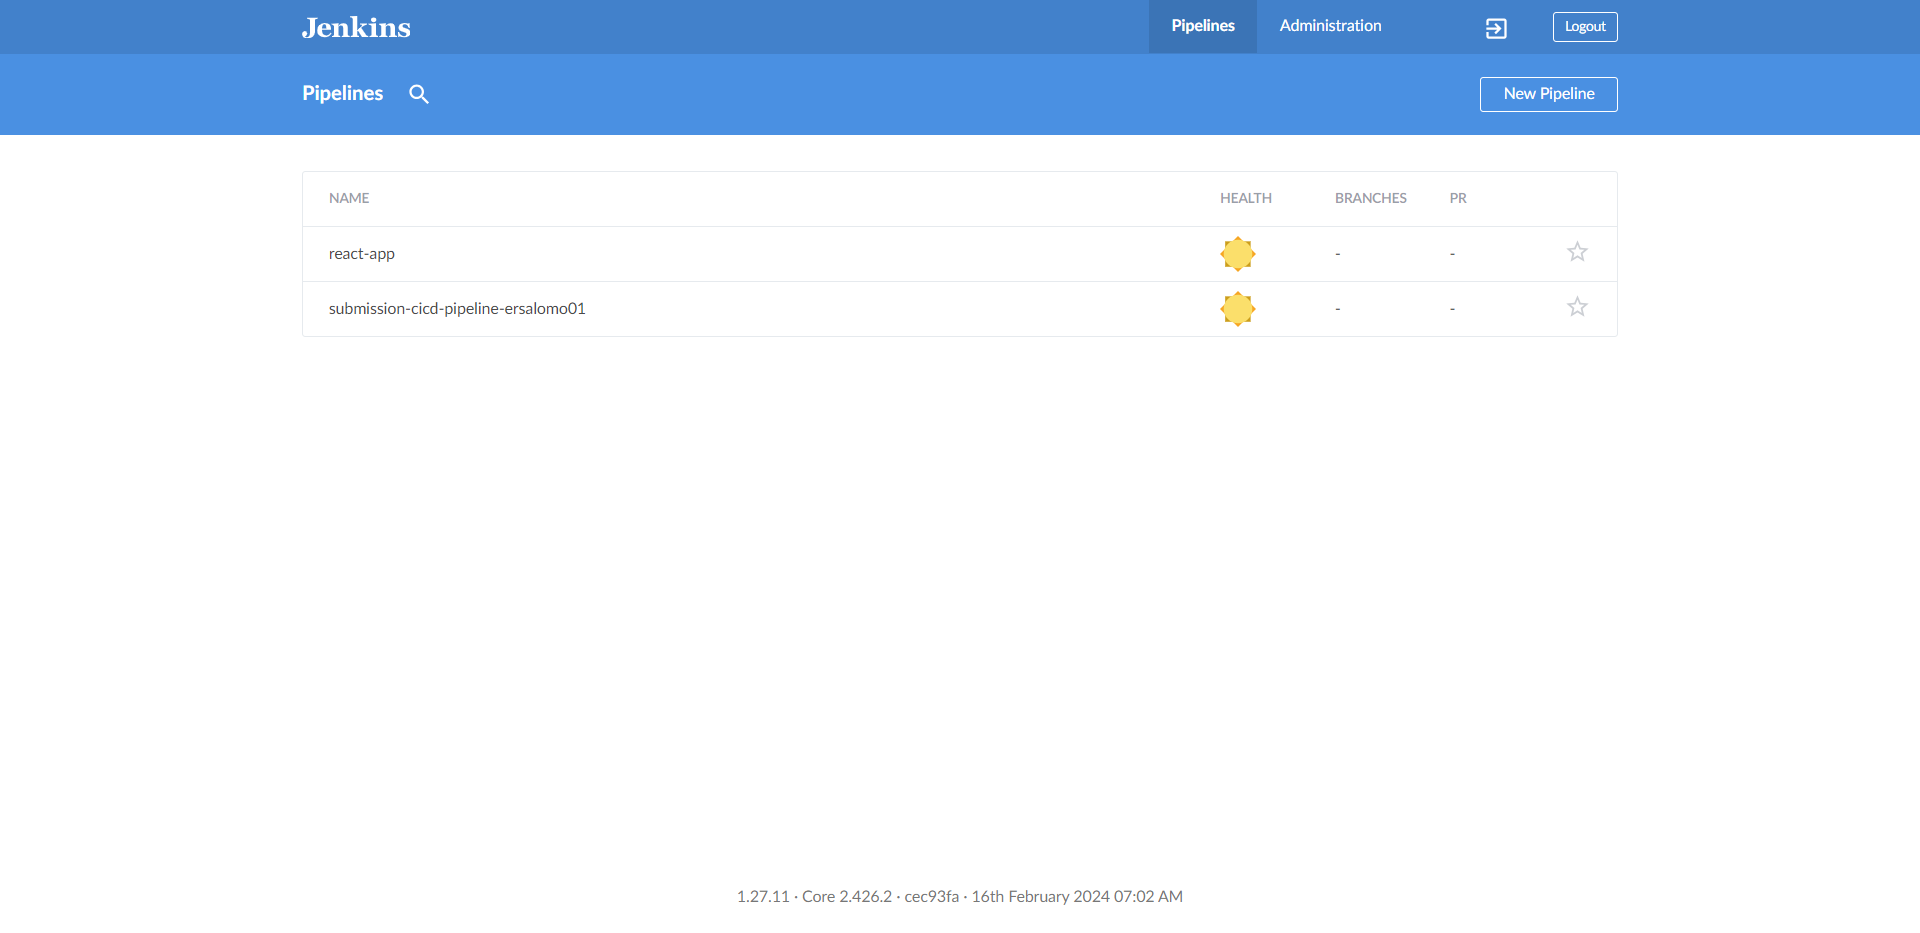 Jenkins Pipelines Administration Logout
Pipelines New Pipeline
NAME HEALTH BRANCHES PR
react-app - -
submission-cicd-pipeline-ersalomo01 - -
1.27.11 · Core 2.426.2 · cec93fa · 16th February 2024 07:02 AM